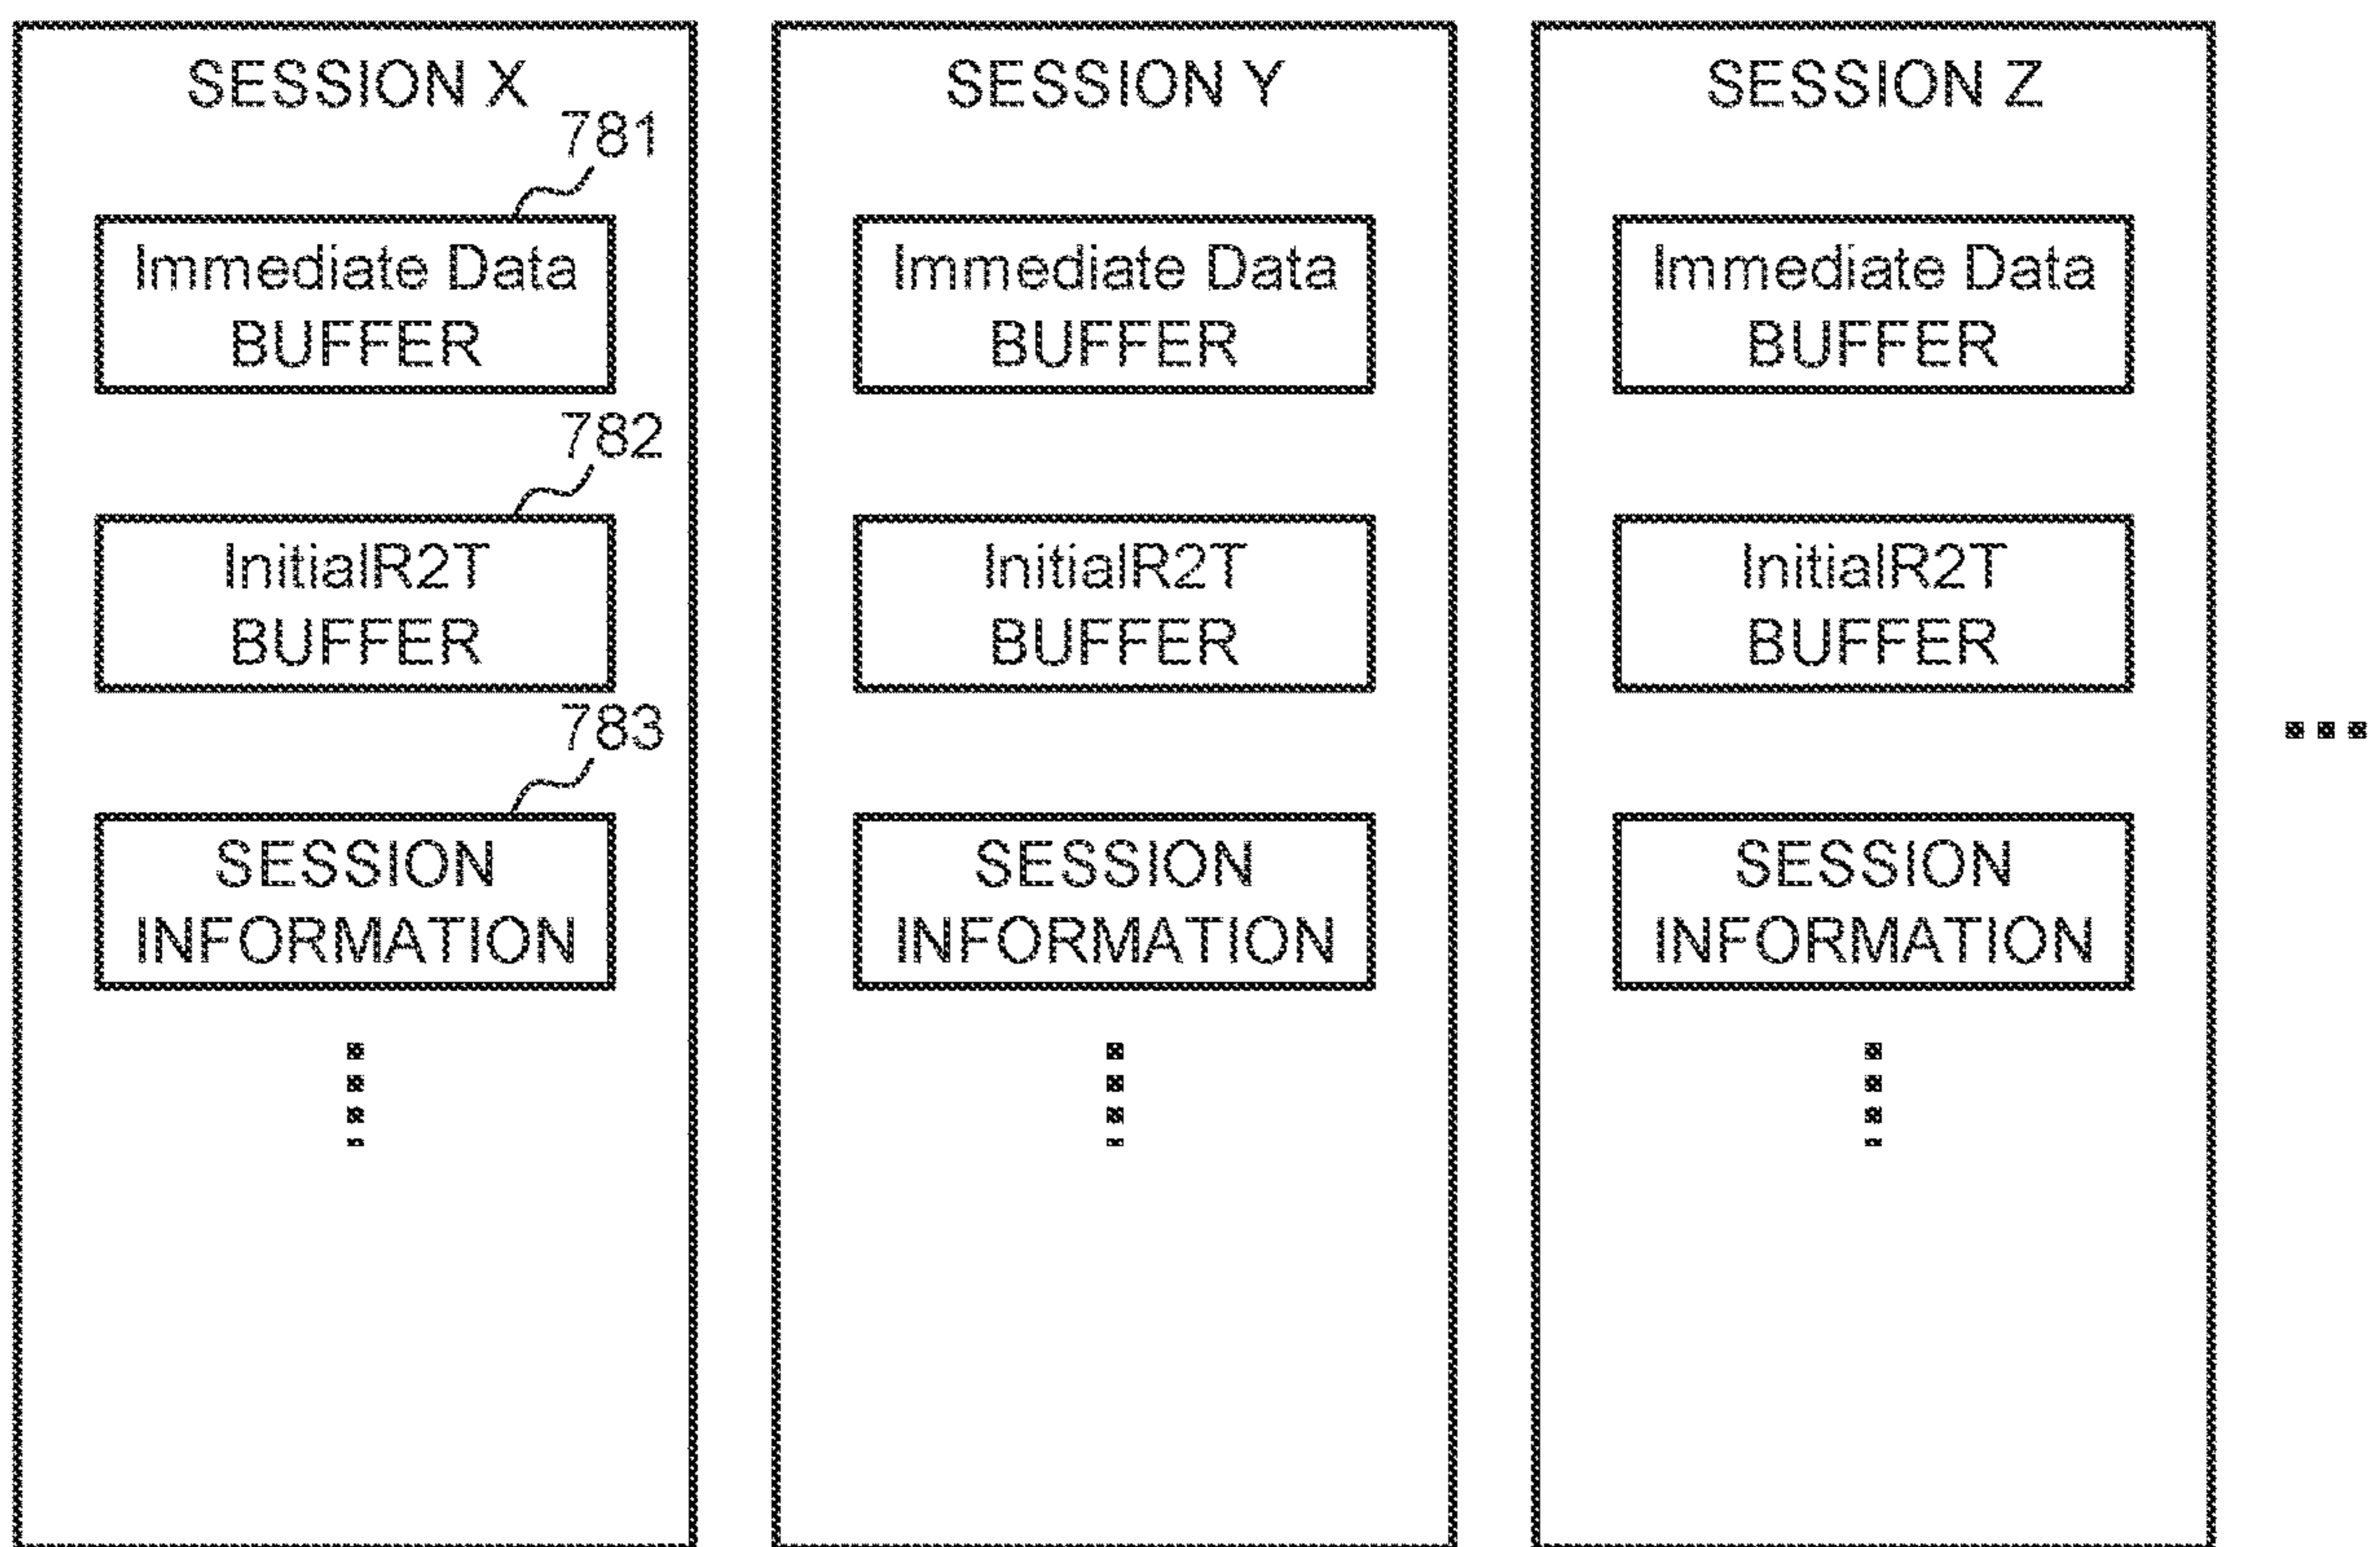 SESSION X
781
Immediate Data
BUFFER
782
InitialR2T
BUFFER
783
SESSION
INFORMATION
SESSION Y
Immediate Data
BUFFER
InitialR2T
BUFFER
SESSION
INFORMATION
SESSION Z
Immediate Data
BUFFER
InitialR2T
BUFFER
SESSION
INFORMATION